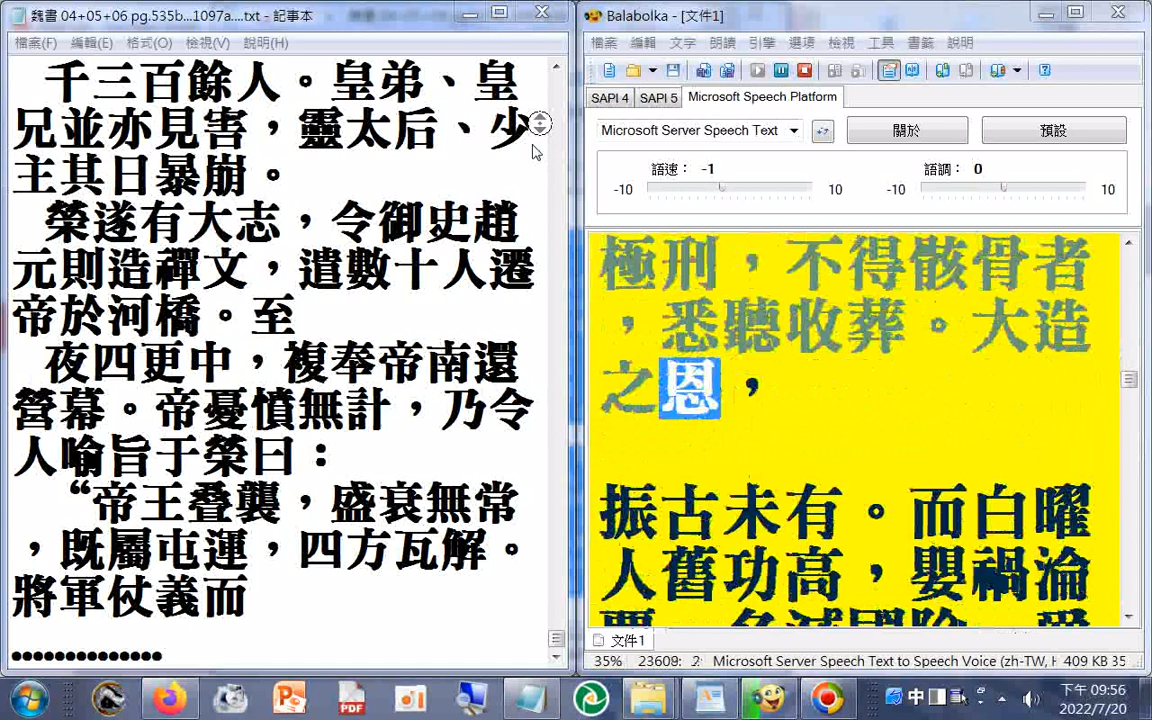 魏書 04+05+06 pg.535b...1097a....txt - 記事本
檔案(F) 編輯(E) 格式(O) 檢視(V) 說明(H)
千三百餘人。皇弟、皇
兄並亦見害，靈太后、少
主其日暴崩。
榮遂有大志，令御史趙
元則造禪文，遣數十人遷
帝於河橋。至
夜四更中，複奉帝南還
營幕。帝憂憤無計，乃令
人喻旨于榮曰：
“帝王叠襲，盛衰無常
，既屬屯運，四方瓦解。
將軍仗義而
●●●●●●●●●●●●●●
Balabolka - [文件1]
檔案 編輯 文字 朗讀 引擎 選項 檢視 工具 書籤 說明
SAPI 4 SAPI 5 Microsoft Speech Platform
Microsoft Server Speech Text 關於 預設
語速： -1 語調： 0
-10 10 -10 10
極刑，不得骸骨者
，悉聽收葬。大造
之恩，
振古未有。而白曜
人舊功高，嬰禍淪
文件1
35% 23608: 2 Microsoft Server Speech Text to Speech Voice (zh-TW, H 409 KB 35
PDF
中
下午 09:56
2022/7/20